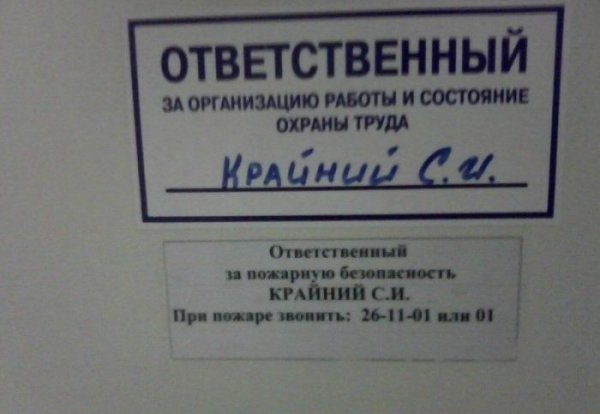 ОТВЕТСТВЕННЫЙ
ЗА ОРГАНИЗАЦИЮ РАБОТЫ И СОСТОЯНИЕ
ОХРАНЫ ТРУДА
КРАЙНИЙ С.И.
Ответственный
за пожарную безопасность
КРАЙНИЙ С.И.
При пожаре звонить: 26-11-01 или 01